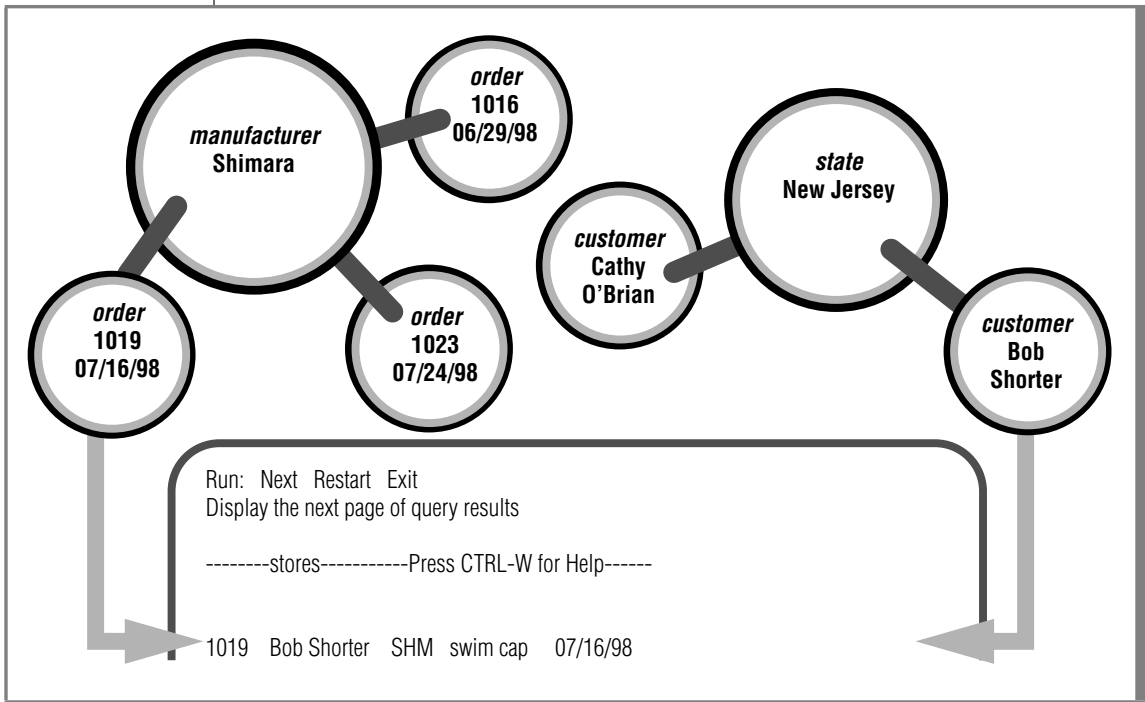 manufacturer
Shimara
order
1016
06/29/98
order
1019
07/16/98
order
1023
07/24/98
state
New Jersey
customer
Cathy
O’Brian
customer
Bob
Shorter
Run: Next Restart Exit
Display the next page of query results
--------stores-----------Press CTRL-W for Help------
1019 Bob Shorter SHM swim cap 07/16/98